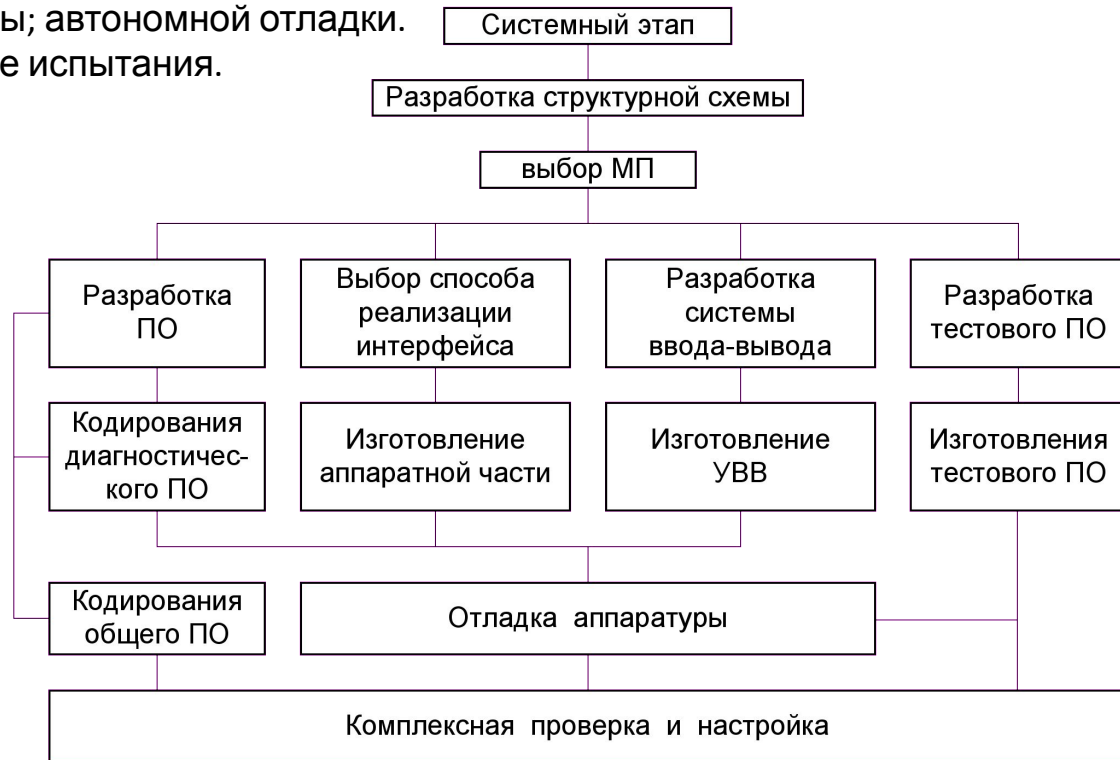 ы; автономной отладки.
е испытания.
Системный этап
Разработка структурной схемы
выбор МП
Разработка
ПО
Выбор способа
реализации
интерфейса
Разработка
системы
ввода-вывода
Разработка
тестового ПО
Кодирования
диагностичес-
кого ПО
Изготовление
аппаратной части
Изготовление
УВВ
Изготовления
тестового ПО
Кодирования
общего ПО
Отладка аппаратуры
Комплексная проверка и настройка